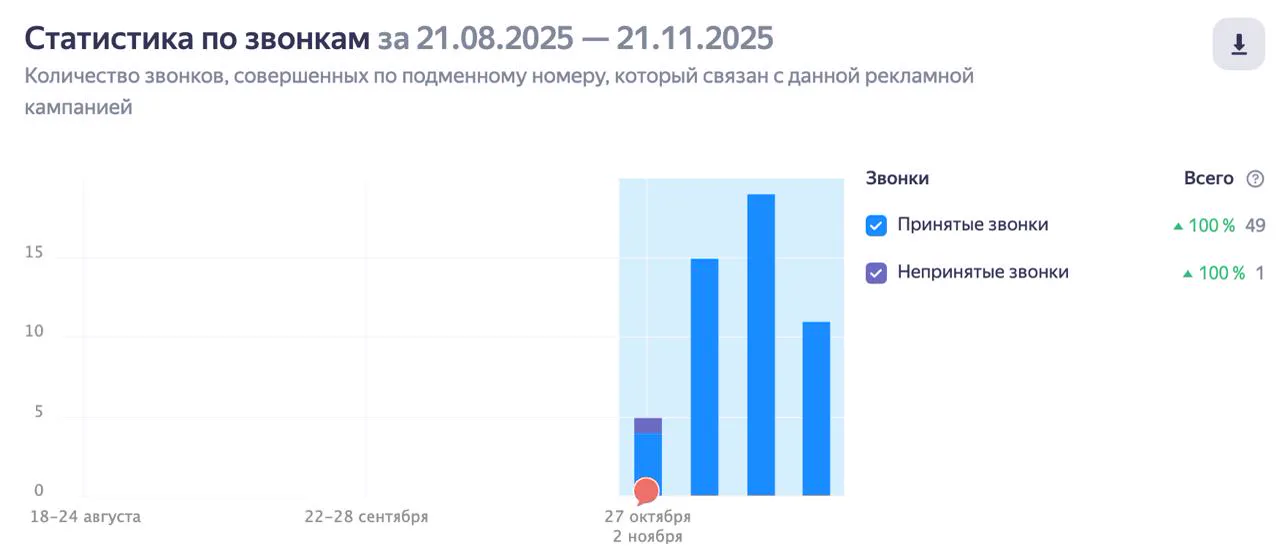 Статистика по звонкам за 21.08.2025 — 21.11.2025
Количество звонков, совершенных по подменному номеру, который связан с данной рекламной
кампанией
Звонки Всего ?
Принятые звонки 100 % 49
Непринятые звонки 100 % 1
15
10
5
0
18–24 августа
22–28 сентября
27 октября
2 ноября